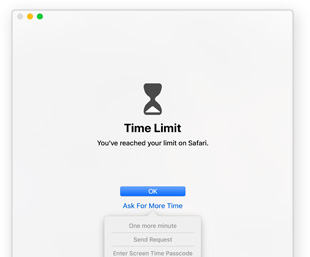 Time Limit
You've reached your limit on Safari.
OK
Ask For More Time
One more minute
Send Request
Enter Screen Time Passcode